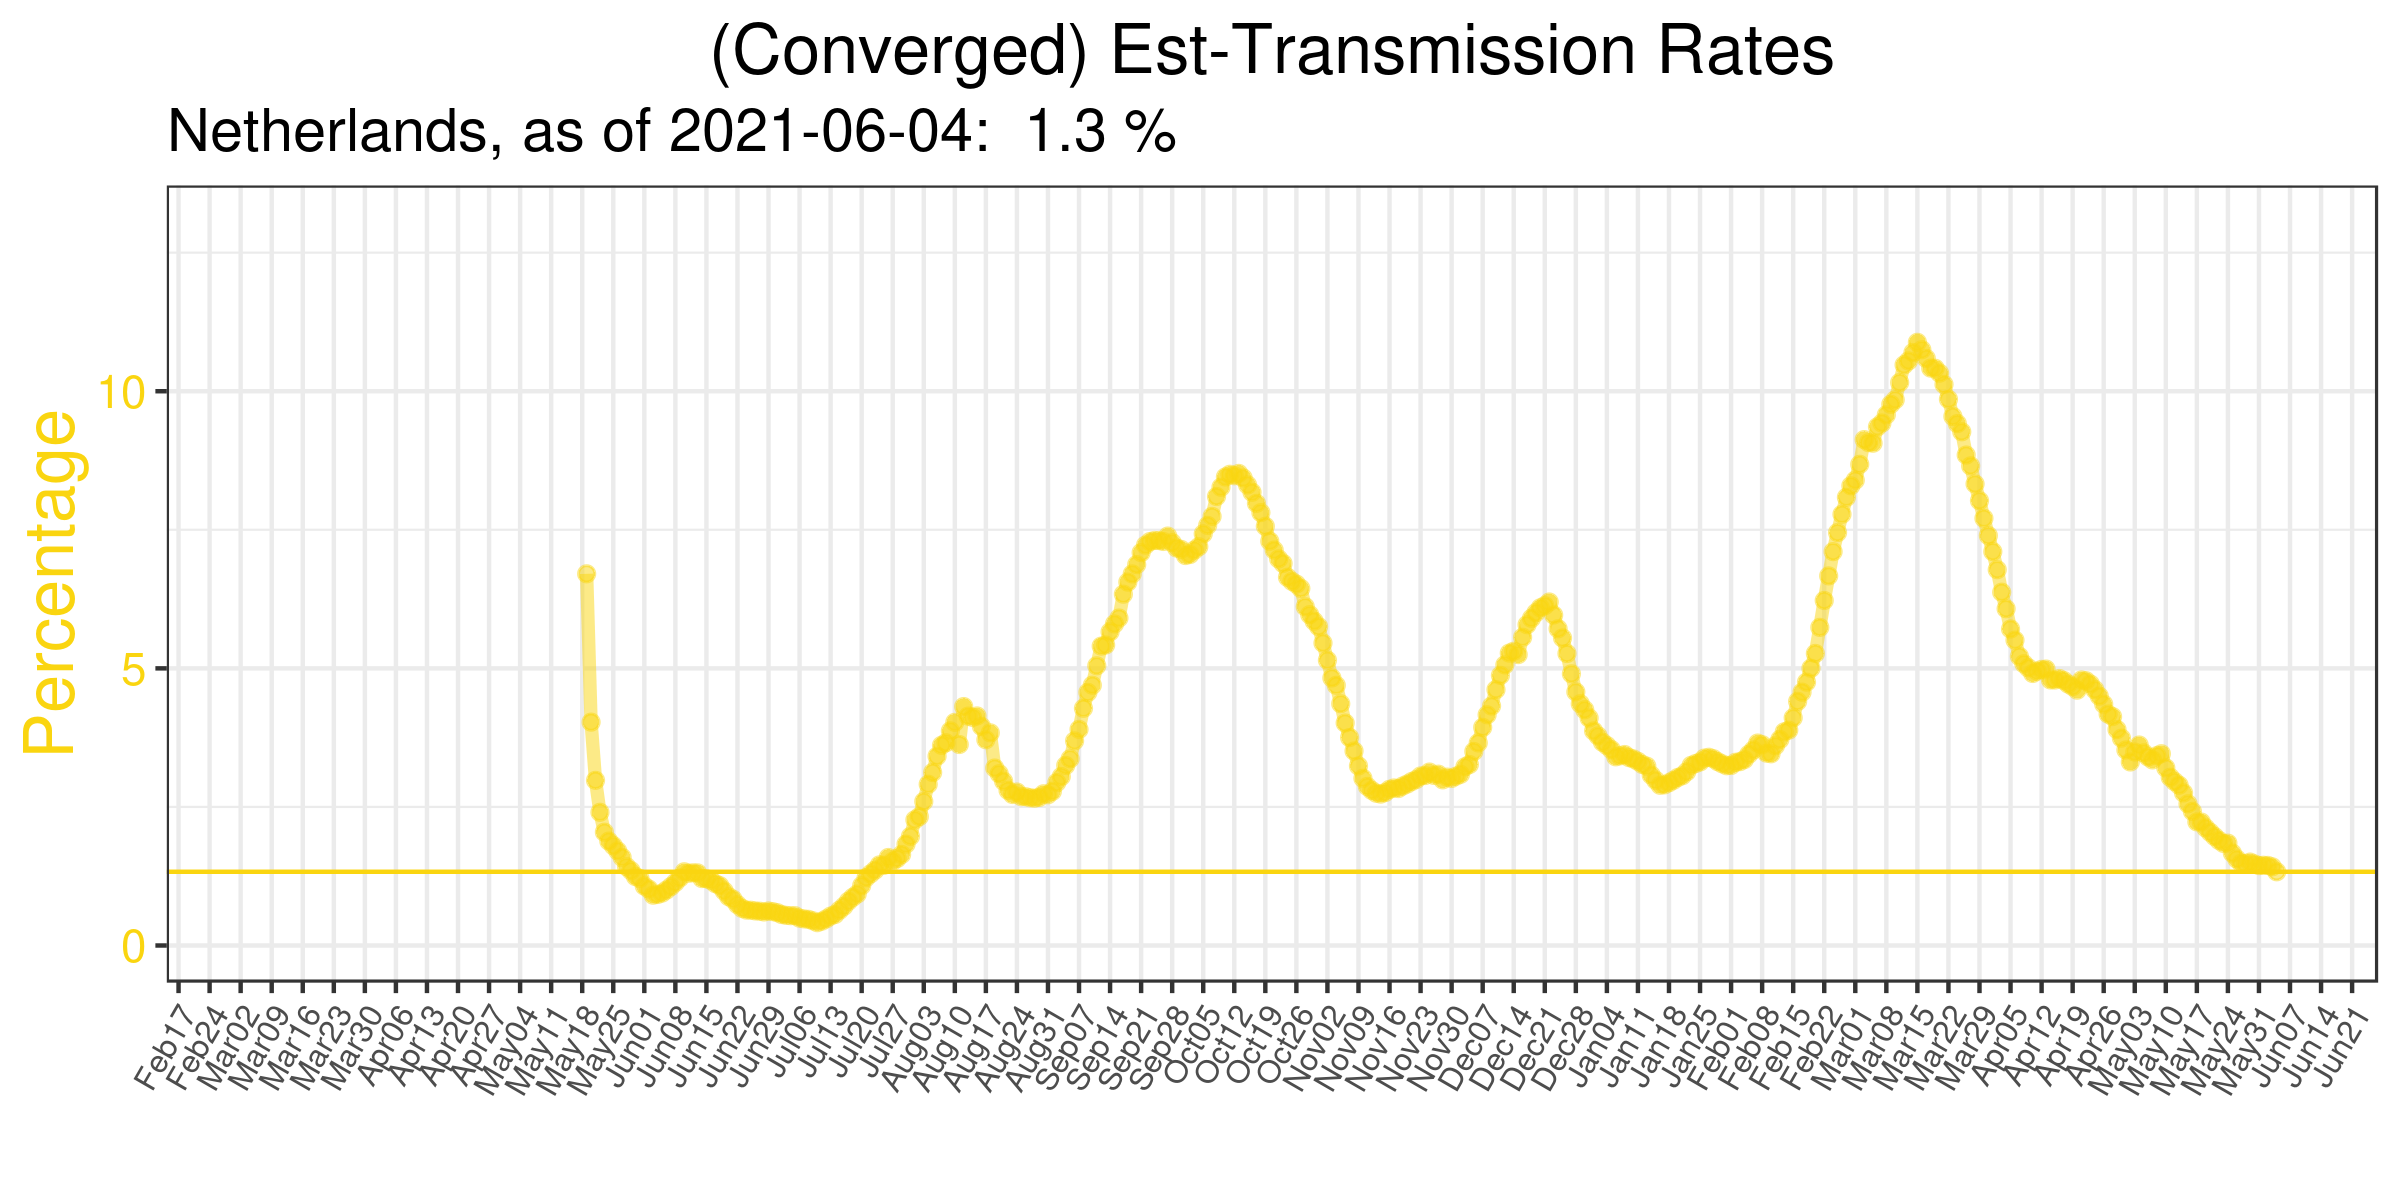 (Converged) Est-Transmission Rates
Netherlands, as of 2021-06-04:  1.3 %
Percentage
10
5
0
Feb17
Feb24
Mar02
Mar09
Mar16
Mar23
Mar30
Apr06
Apr13
Apr20
Apr27
May04
May11
May18
May25
Jun01
Jun08
Jun15
Jun22
Jun29
Jul06
Jul13
Jul20
Jul27
Aug03
Aug10
Aug17
Aug24
Aug31
Sep07
Sep14
Sep21
Sep28
Oct05
Oct12
Oct19
Oct26
Nov02
Nov09
Nov16
Nov23
Nov30
Dec07
Dec14
Dec21
Dec28
Jan04
Jan11
Jan18
Jan25
Feb01
Feb08
Feb15
Feb22
Mar01
Mar08
Mar15
Mar22
Mar29
Apr05
Apr12
Apr19
Apr26
May03
May10
May17
May24
May31
Jun07
Jun14
Jun21